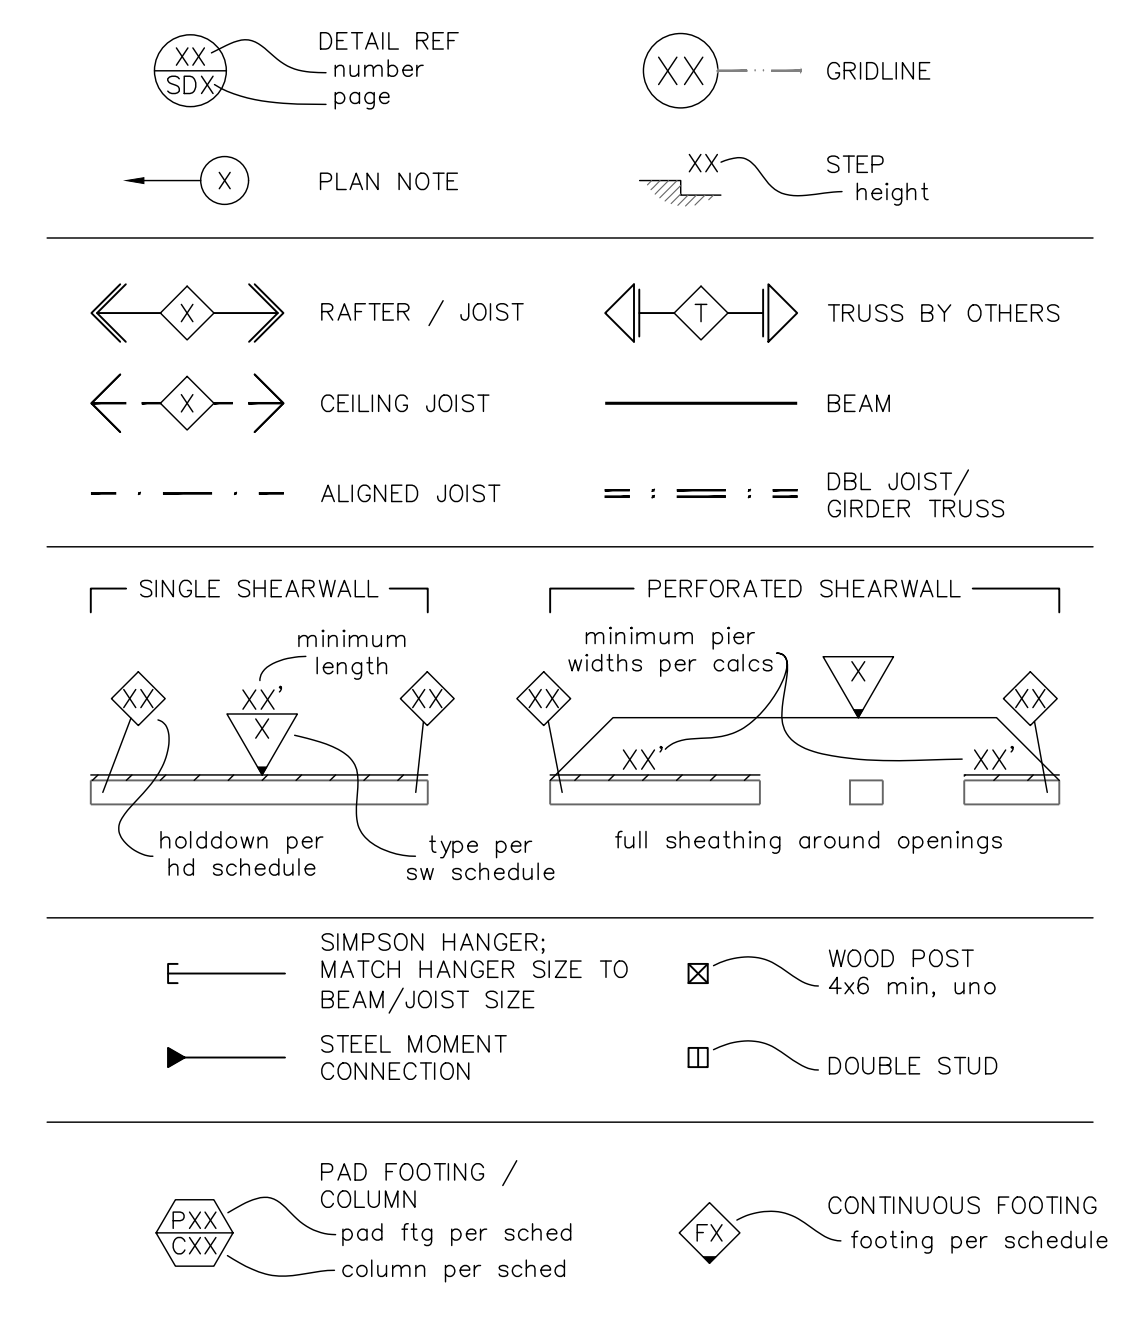 XX
SDX
DETAIL REF
number
page
XX
GRIDLINE
X
PLAN NOTE
XX
STEP
height
X
RAFTER / JOIST
T
TRUSS BY OTHERS
X
CEILING JOIST
BEAM
ALIGNED JOIST
DBL JOIST/
GIRDER TRUSS
SINGLE SHEARWALL
minimum
length
XX
XX'
X
XX
holddown per
hd schedule
type per
sw schedule
PERFORATED SHEARWALL
minimum pier
widths per calcs
XX
X
XX
XX'
XX'
full sheathing around openings
SIMPSON HANGER;
MATCH HANGER SIZE TO
BEAM/JOIST SIZE
WOOD POST
4x6 min, uno
STEEL MOMENT
CONNECTION
DOUBLE STUD
PXX
CXX
PAD FOOTING /
COLUMN
pad ftg per sched
column per sched
FX
CONTINUOUS FOOTING
footing per schedule